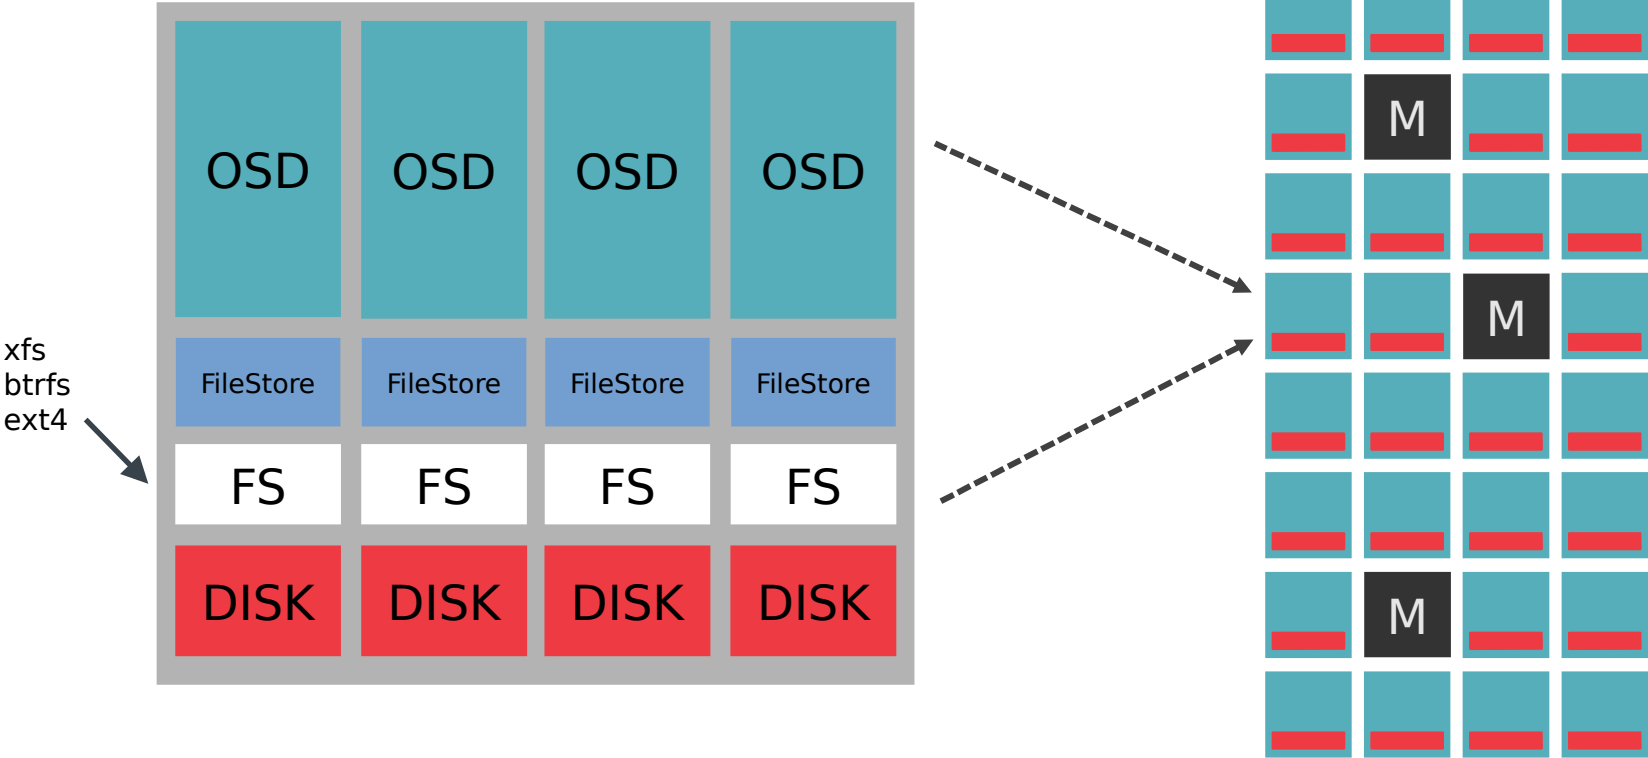 OSD OSD OSD OSD
xfs
btrfs
ext4
FileStore FileStore FileStore FileStore
FS FS FS FS
DISK DISK DISK DISK
M
M
M